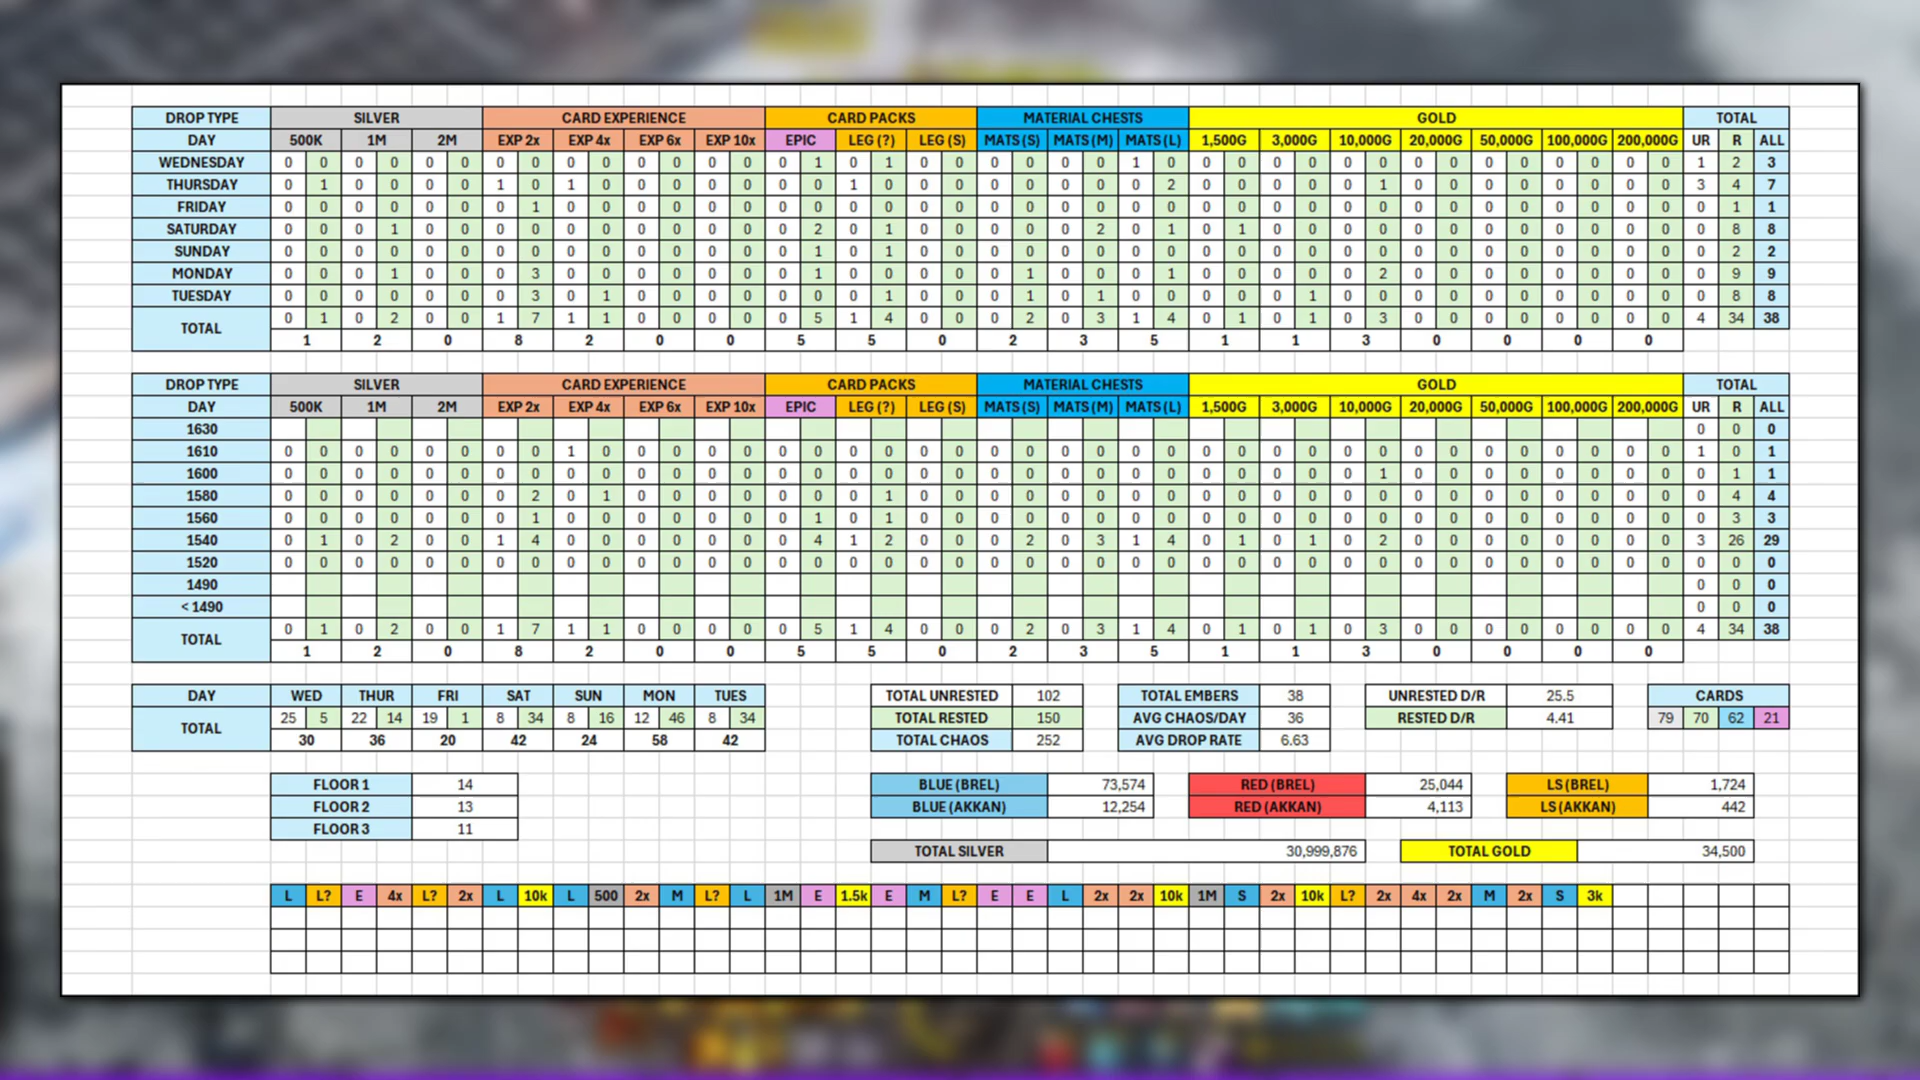 DROP TYPE SILVER CARD EXPERIENCE CARD PACKS MATERIAL CHESTS GOLD TOTAL
DAY 500K 1M 2M EXP 2x EXP 4x EXP 6x EXP 10x EPIC LEG (?) LEG (S) MATS (S) MATS (M) MATS (L) 1,500G 3,000G 10,000G 20,000G 50,000G 100,000G 200,000G UR R ALL
WEDNESDAY 0 0 0 0 0 0 0 0 0 0 0 0 0 0 0 1 0 1 0 0 0 0 0 0 1 0 0 0 0 0 0 0 0 0 0 0 0 0 0 0 1 2 3
THURSDAY 0 1 0 0 0 0 1 0 1 0 0 0 0 0 0 0 1 0 0 0 0 0 0 0 0 2 0 0 0 0 0 1 0 0 0 0 0 0 0 0 3 4 7
FRIDAY 0 0 0 0 0 0 0 1 0 0 0 0 0 0 0 0 0 0 0 0 0 0 0 0 0 0 0 0 0 0 0 0 0 0 0 0 0 0 0 0 0 1 1
SATURDAY 0 0 0 1 0 0 0 0 0 0 0 0 0 0 0 2 0 1 0 0 0 0 0 2 0 1 0 1 0 0 0 0 0 0 0 0 0 0 0 0 0 8 8
SUNDAY 0 0 0 0 0 0 0 0 0 0 0 0 0 0 0 1 0 1 0 0 0 0 0 0 0 0 0 0 0 0 0 0 0 0 0 0 0 0 0 0 0 2 2
MONDAY 0 0 0 1 0 0 0 3 0 0 0 0 0 0 0 1 0 0 0 0 0 1 0 0 0 1 0 0 0 0 0 2 0 0 0 0 0 0 0 0 0 9 9
TUESDAY 0 0 0 0 0 0 0 3 0 1 0 0 0 0 0 0 0 1 0 0 0 1 0 1 0 0 0 0 0 1 0 0 0 0 0 0 0 0 0 0 0 8 8
TOTAL 0 1 0 2 0 0 1 7 1 1 0 0 0 0 0 5 1 4 0 0 0 2 0 3 1 4 0 1 0 1 0 3 0 0 0 0 0 0 0 0 4 34 38
1 2 0 8 2 0 0 5 5 0 2 3 5 1 1 3 0 0 0 0
DROP TYPE SILVER CARD EXPERIENCE CARD PACKS MATERIAL CHESTS GOLD TOTAL
DAY 500K 1M 2M EXP 2x EXP 4x EXP 6x EXP 10x EPIC LEG (?) LEG (S) MATS (S) MATS (M) MATS (L) 1,500G 3,000G 10,000G 20,000G 50,000G 100,000G 200,000G UR R ALL
1630 0 0 0
1610 0 0 0 0 0 0 0 0 1 0 0 0 0 0 0 0 0 0 0 0 0 0 0 0 0 0 0 0 0 0 0 0 0 0 0 0 0 0 0 0 1 0 1
1600 0 0 0 0 0 0 0 0 0 0 0 0 0 0 0 0 0 0 0 0 0 0 0 0 0 0 0 0 0 0 0 1 0 0 0 0 0 0 0 0 0 1 1
1580 0 0 0 0 0 0 0 2 0 1 0 0 0 0 0 0 0 1 0 0 0 0 0 0 0 0 0 0 0 0 0 0 0 0 0 0 0 0 0 0 0 4 4
1560 0 0 0 0 0 0 0 1 0 0 0 0 0 0 0 1 0 1 0 0 0 0 0 0 0 0 0 0 0 0 0 0 0 0 0 0 0 0 0 0 0 3 3
1540 0 1 0 2 0 0 1 4 0 0 0 0 0 0 0 4 1 2 0 0 0 2 0 3 1 4 0 1 0 1 0 2 0 0 0 0 0 0 0 0 3 26 29
1520 0 0 0 0 0 0 0 0 0 0 0 0 0 0 0 0 0 0 0 0 0 0 0 0 0 0 0 0 0 0 0 0 0 0 0 0 0 0 0 0 0 0 0
1490 0 0 0
< 1490 0 0 0
TOTAL 0 1 0 2 0 0 1 7 1 1 0 0 0 0 0 5 1 4 0 0 0 2 0 3 1 4 0 1 0 1 0 3 0 0 0 0 0 0 0 0 4 34 38
1 2 0 8 2 0 0 5 5 0 2 3 5 1 1 3 0 0 0 0
DAY WED THUR FRI SAT SUN MON TUES TOTAL UNRESTED 102 TOTAL EMBERS 38 UNRESTED D/R 25.5 CARDS
TOTAL 25 5 22 14 19 1 8 34 8 16 12 46 8 34 TOTAL RESTED 150 AVG CHAOS/DAY 36 RESTED D/R 4.41 79 70 62 21
30 36 20 42 24 58 42 TOTAL CHAOS 252 AVG DROP RATE 6.63
FLOOR 1 14 BLUE (BREL) 73,574 RED (BREL) 25,044 LS (BREL) 1,724
FLOOR 2 13 BLUE (AKKAN) 12,254 RED (AKKAN) 4,113 LS (AKKAN) 442
FLOOR 3 11
TOTAL SILVER 30,999,876 TOTAL GOLD 34,500
L L? E 4x L? 2x L 10k L 500 2x M L? L 1M E 1.5k E M L? E E L 2x 2x 10k 1M S 2x 10k L? 2x 4x 2x M 2x S 3k